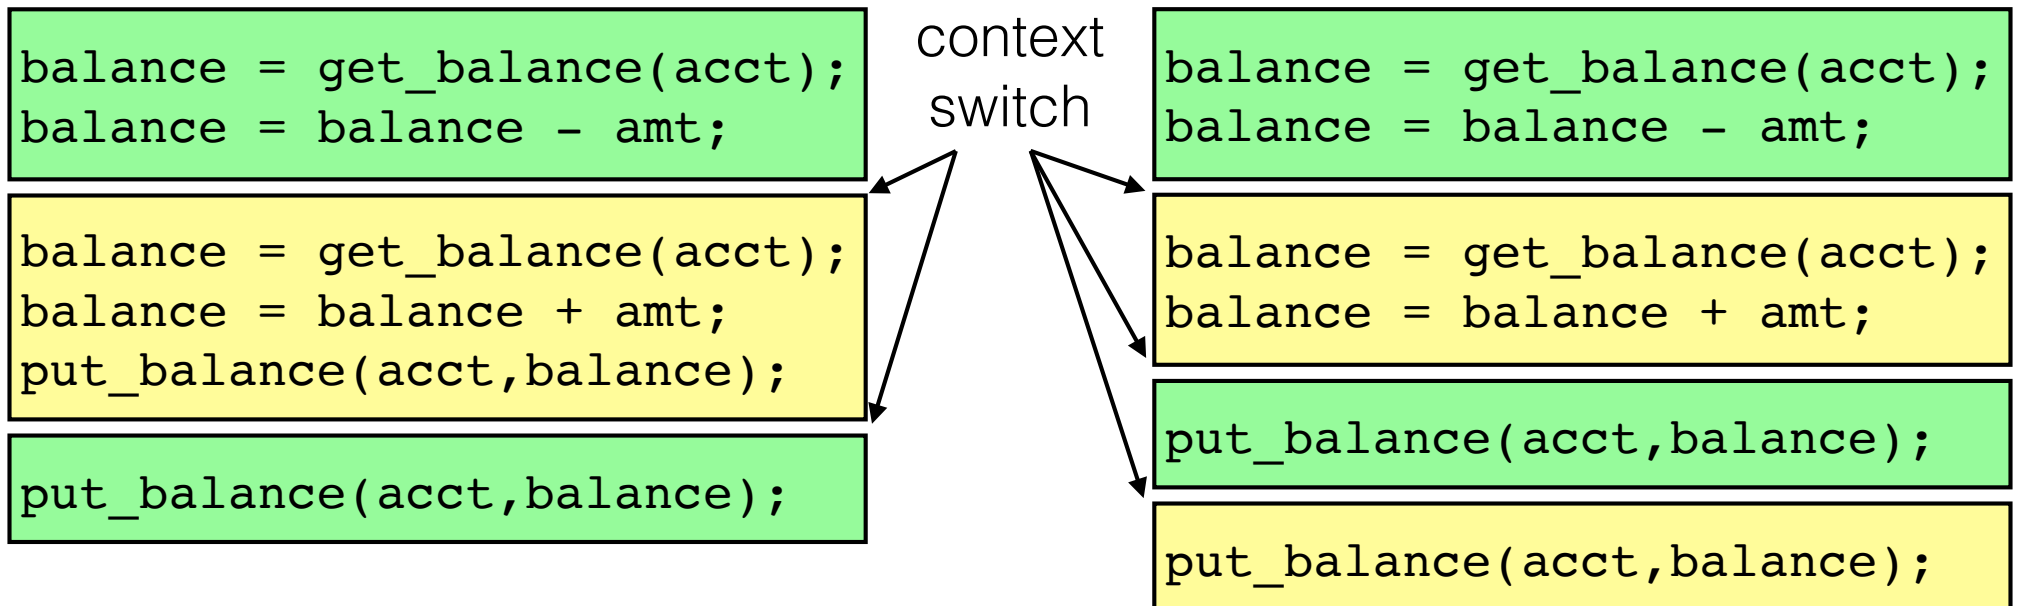 balance = get_balance(acct);
balance = balance - amt;
balance = get_balance(acct);
balance = balance + amt;
put_balance(acct,balance);
put_balance(acct,balance);
context
switch
balance = get_balance(acct);
balance = balance - amt;
balance = get_balance(acct);
balance = balance + amt;
put_balance(acct,balance);
put_balance(acct,balance);